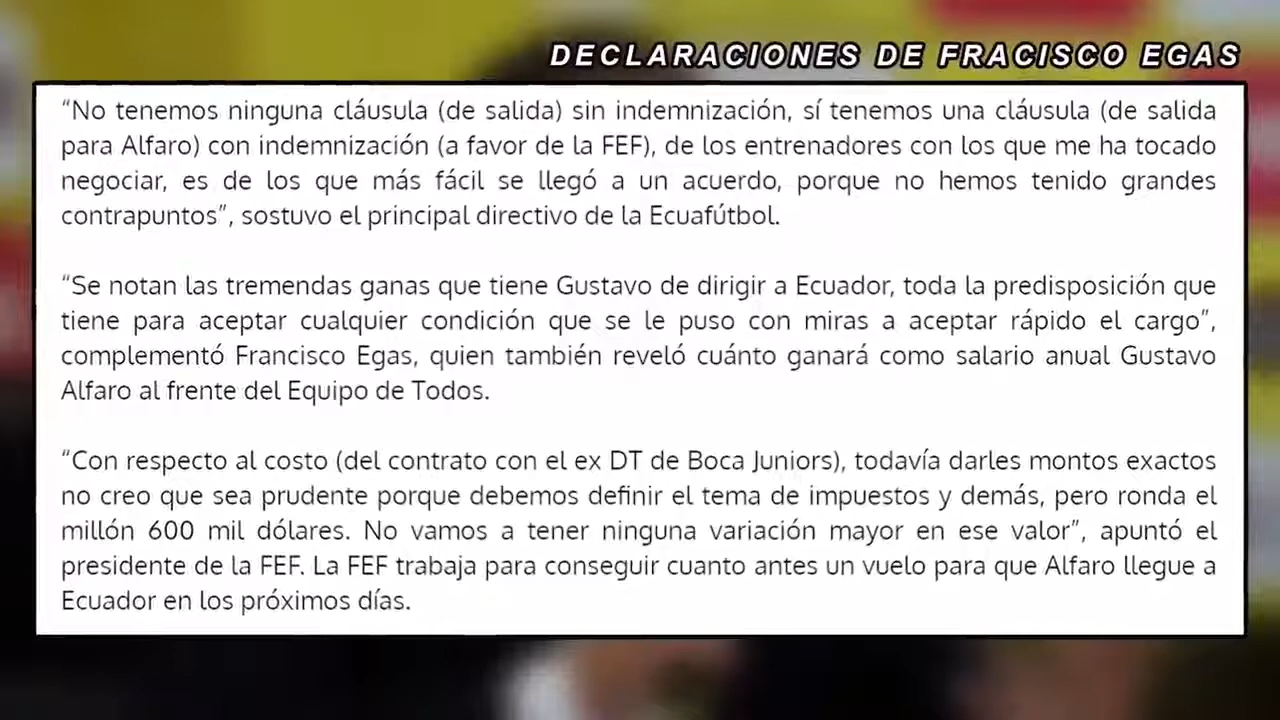 DECLARACIONES DE FRACISCO EGAS
“No tenemos ninguna cláusula (de salida) sin indemnización, sí tenemos una cláusula (de salida
para Alfaro) con indemnización (a favor de la FEF), de los entrenadores con los que me ha tocado
negociar, es de los que más fácil se llegó a un acuerdo, porque no hemos tenido grandes
contrapuntos”, sostuvo el principal directivo de la Ecuafútbol.
“Se notan las tremendas ganas que tiene Gustavo de dirigir a Ecuador, toda la predisposición que
tiene para aceptar cualquier condición que se le puso con miras a aceptar rápido el cargo”,
complementó Francisco Egas, quien también reveló cuánto ganará como salario anual Gustavo
Alfaro al frente del Equipo de Todos.
“Con respecto al costo (del contrato con el ex DT de Boca Juniors), todavía darles montos exactos
no creo que sea prudente porque debemos definir el tema de impuestos y demás, pero ronda el
millón 600 mil dólares. No vamos a tener ninguna variación mayor en ese valor”, apuntó el
presidente de la FEF. La FEF trabaja para conseguir cuanto antes un vuelo para que Alfaro llegue a
Ecuador en los próximos días.